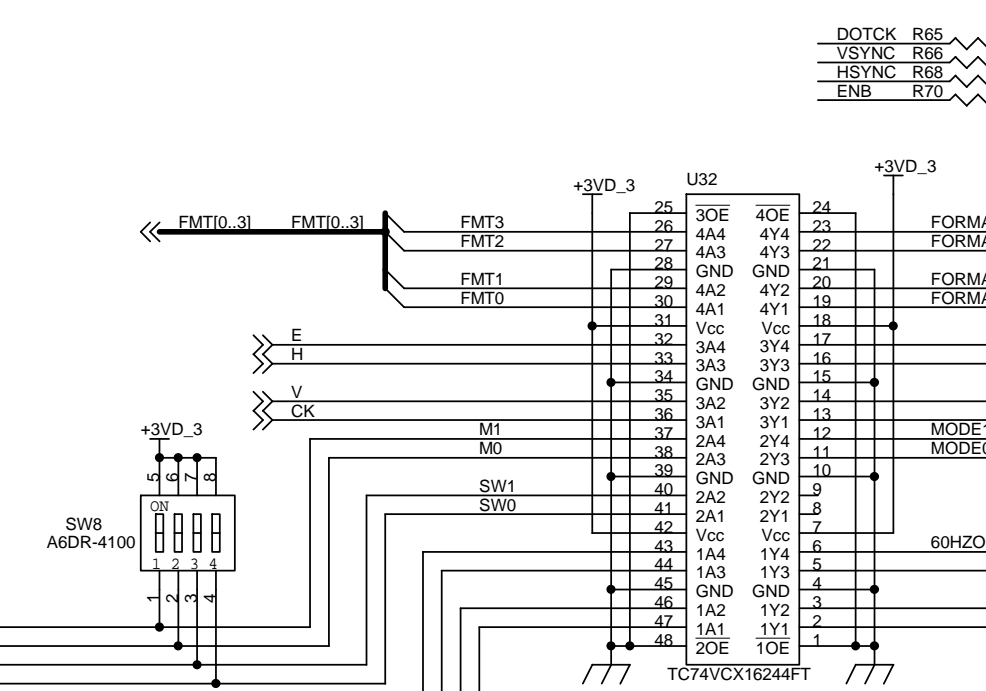 DOTCK R65
VSYNC R66
HSYNC R68
ENB R70
+3VD_3
+3VD_3
U32
FMT[0..3] FMT[0..3]
FMT3 25 3OE 4OE 24
26 4A4 4Y4 23 FORMA
FMT2 27 4A3 4Y3 22 FORMA
28 GND GND 21
FMT1 29 4A2 4Y2 20 FORMA
FMT0 30 4A1 4Y1 19 FORMA
31 Vcc Vcc 18
E 32 3A4 3Y4 17
H 33 3A3 3Y3 16
34 GND GND 15
V 35 3A2 3Y2 14
CK 36 3A1 3Y1 13
M1 37 2A4 2Y4 12 MODE1
M0 38 2A3 2Y3 11 MODE0
39 GND GND 10
SW1 40 2A2 2Y2 9
SW0 41 2A1 2Y1 8
42 Vcc Vcc 7
43 1A4 1Y4 6 60HZO
44 1A3 1Y3 5
45 GND GND 4
46 1A2 1Y2 3
47 1A1 1Y1 2
48 2OE 1OE 1
TC74VCX16244FT
+3VD_3
5 6 7 8
ON
SW8
A6DR-4100
1 2 3 4
1 2 3 4